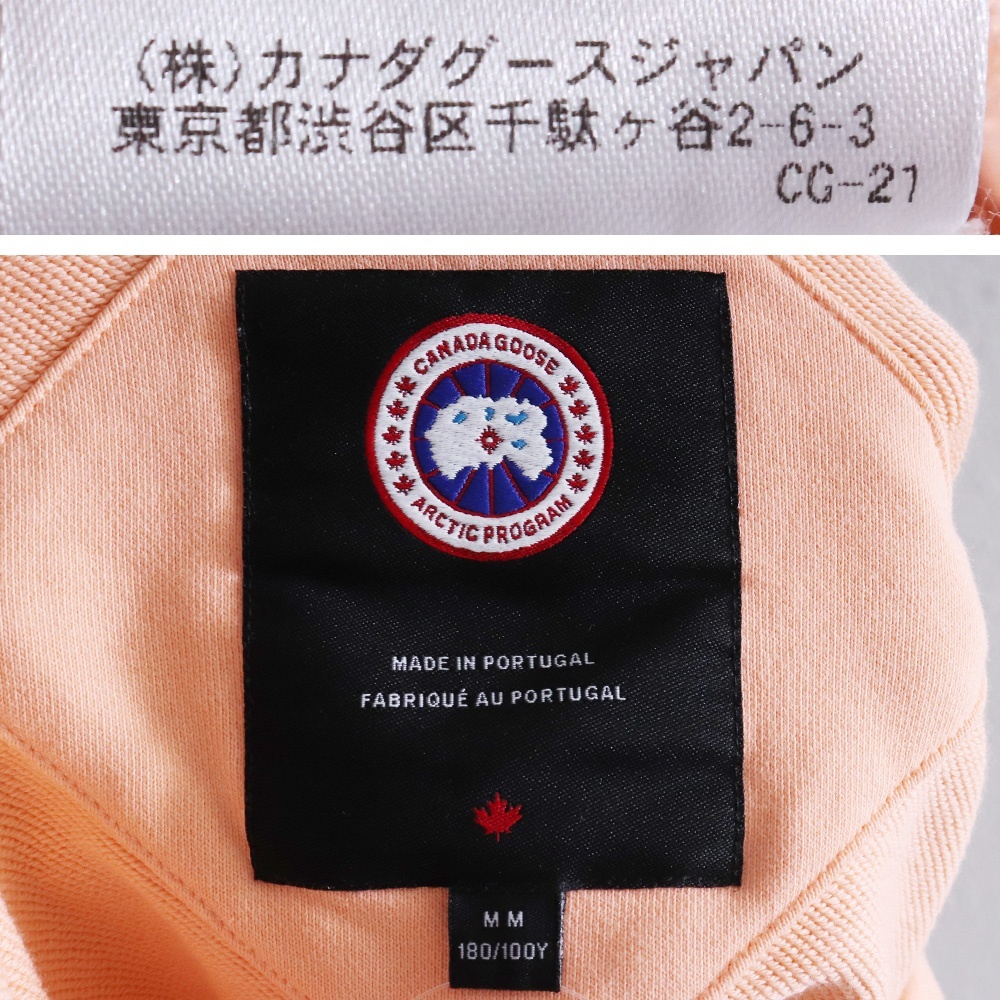 (株)カナダグースジャパン
東京都渋谷区千駄ヶ谷2-6-3
CG-21
CANADA GOOSE
ARCTIC PROGRAM
MADE IN PORTUGAL
FABRIQUÉ AU PORTUGAL
M M
180/100Y